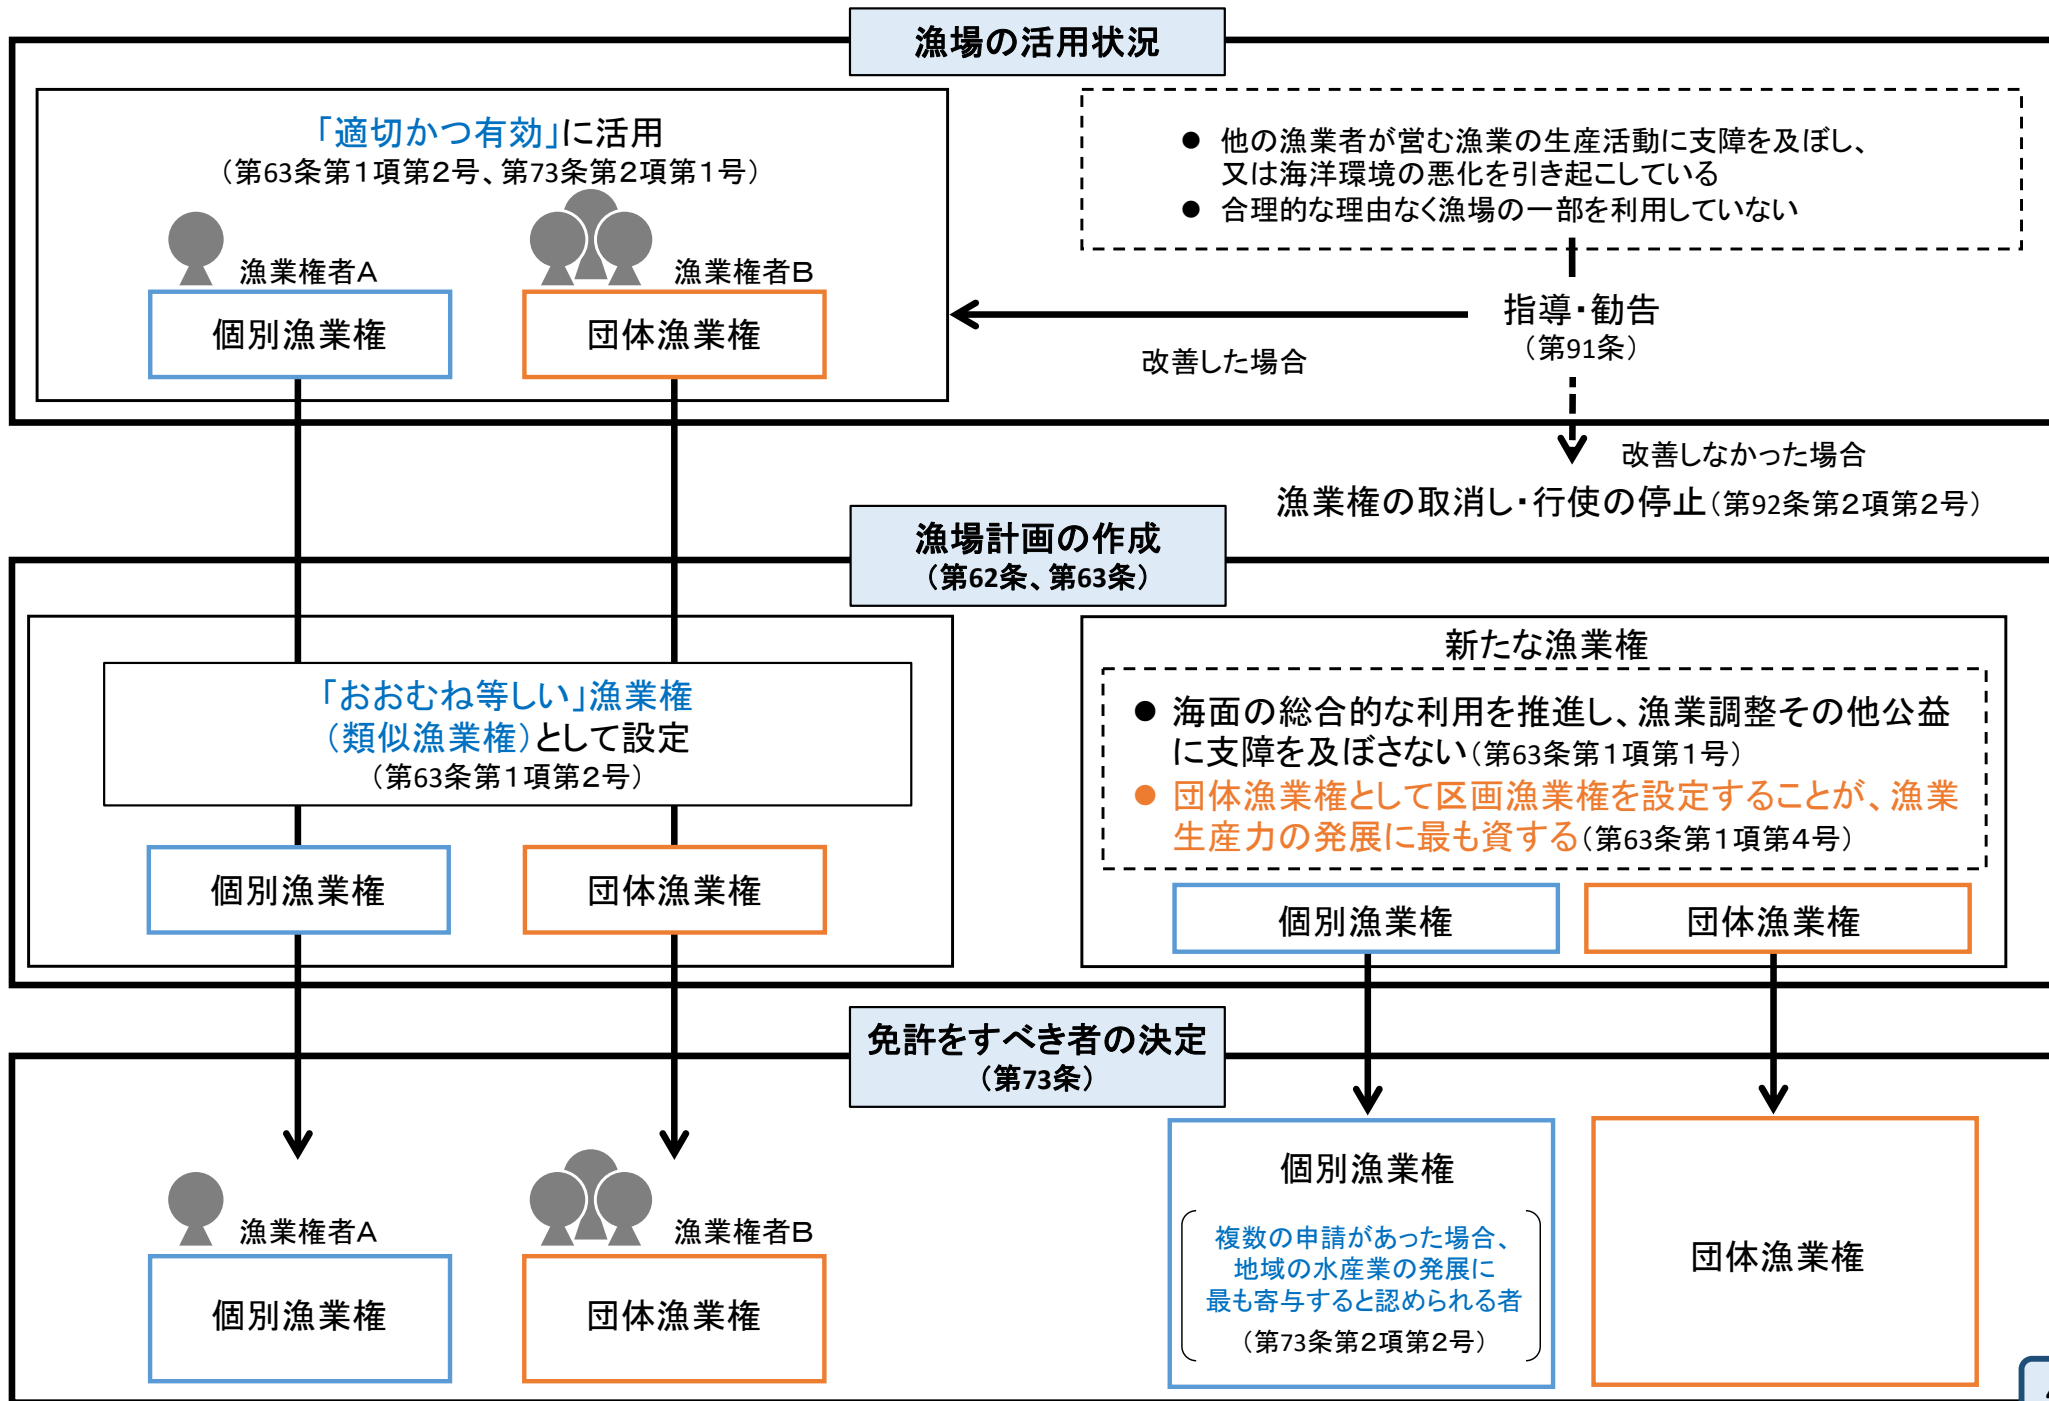 漁場の活用状況
「適切かつ有効」に活用
（第63条第１項第２号、第73条第２項第１号）
漁業権者Ａ
漁業権者Ｂ
個別漁業権
団体漁業権
● 他の漁業者が営む漁業の生産活動に支障を及ぼし、
又は海洋環境の悪化を引き起こしている
● 合理的な理由なく漁場の一部を利用していない
指導・勧告
（第91条）
改善した場合
改善しなかった場合
漁業権の取消し・行使の停止（第92条第２項第２号）
漁場計画の作成
（第62条、第63条）
「おおむね等しい」漁業権
（類似漁業権）として設定
（第63条第１項第２号）
個別漁業権
団体漁業権
新たな漁業権
● 海面の総合的な利用を推進し、漁業調整その他公益
に支障を及ぼさない（第63条第１項第１号）
● 団体漁業権として区画漁業権を設定することが、漁業
生産力の発展に最も資する（第63条第１項第４号）
個別漁業権
団体漁業権
免許をすべき者の決定
（第73条）
漁業権者Ａ
漁業権者Ｂ
個別漁業権
団体漁業権
個別漁業権
複数の申請があった場合、
地域の水産業の発展に
最も寄与すると認められる者
（第73条第２項第２号）
団体漁業権